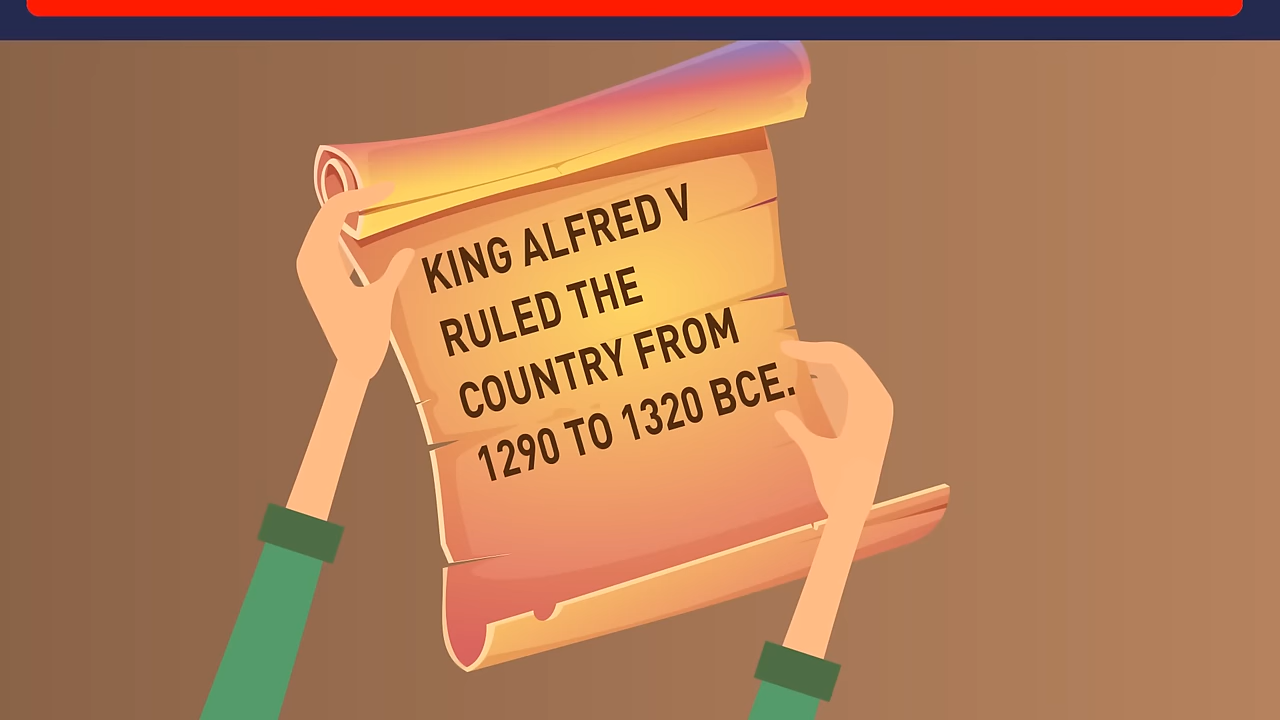 KING ALFRED V
RULED THE
COUNTRY FROM
1290 TO 1320 BCE.